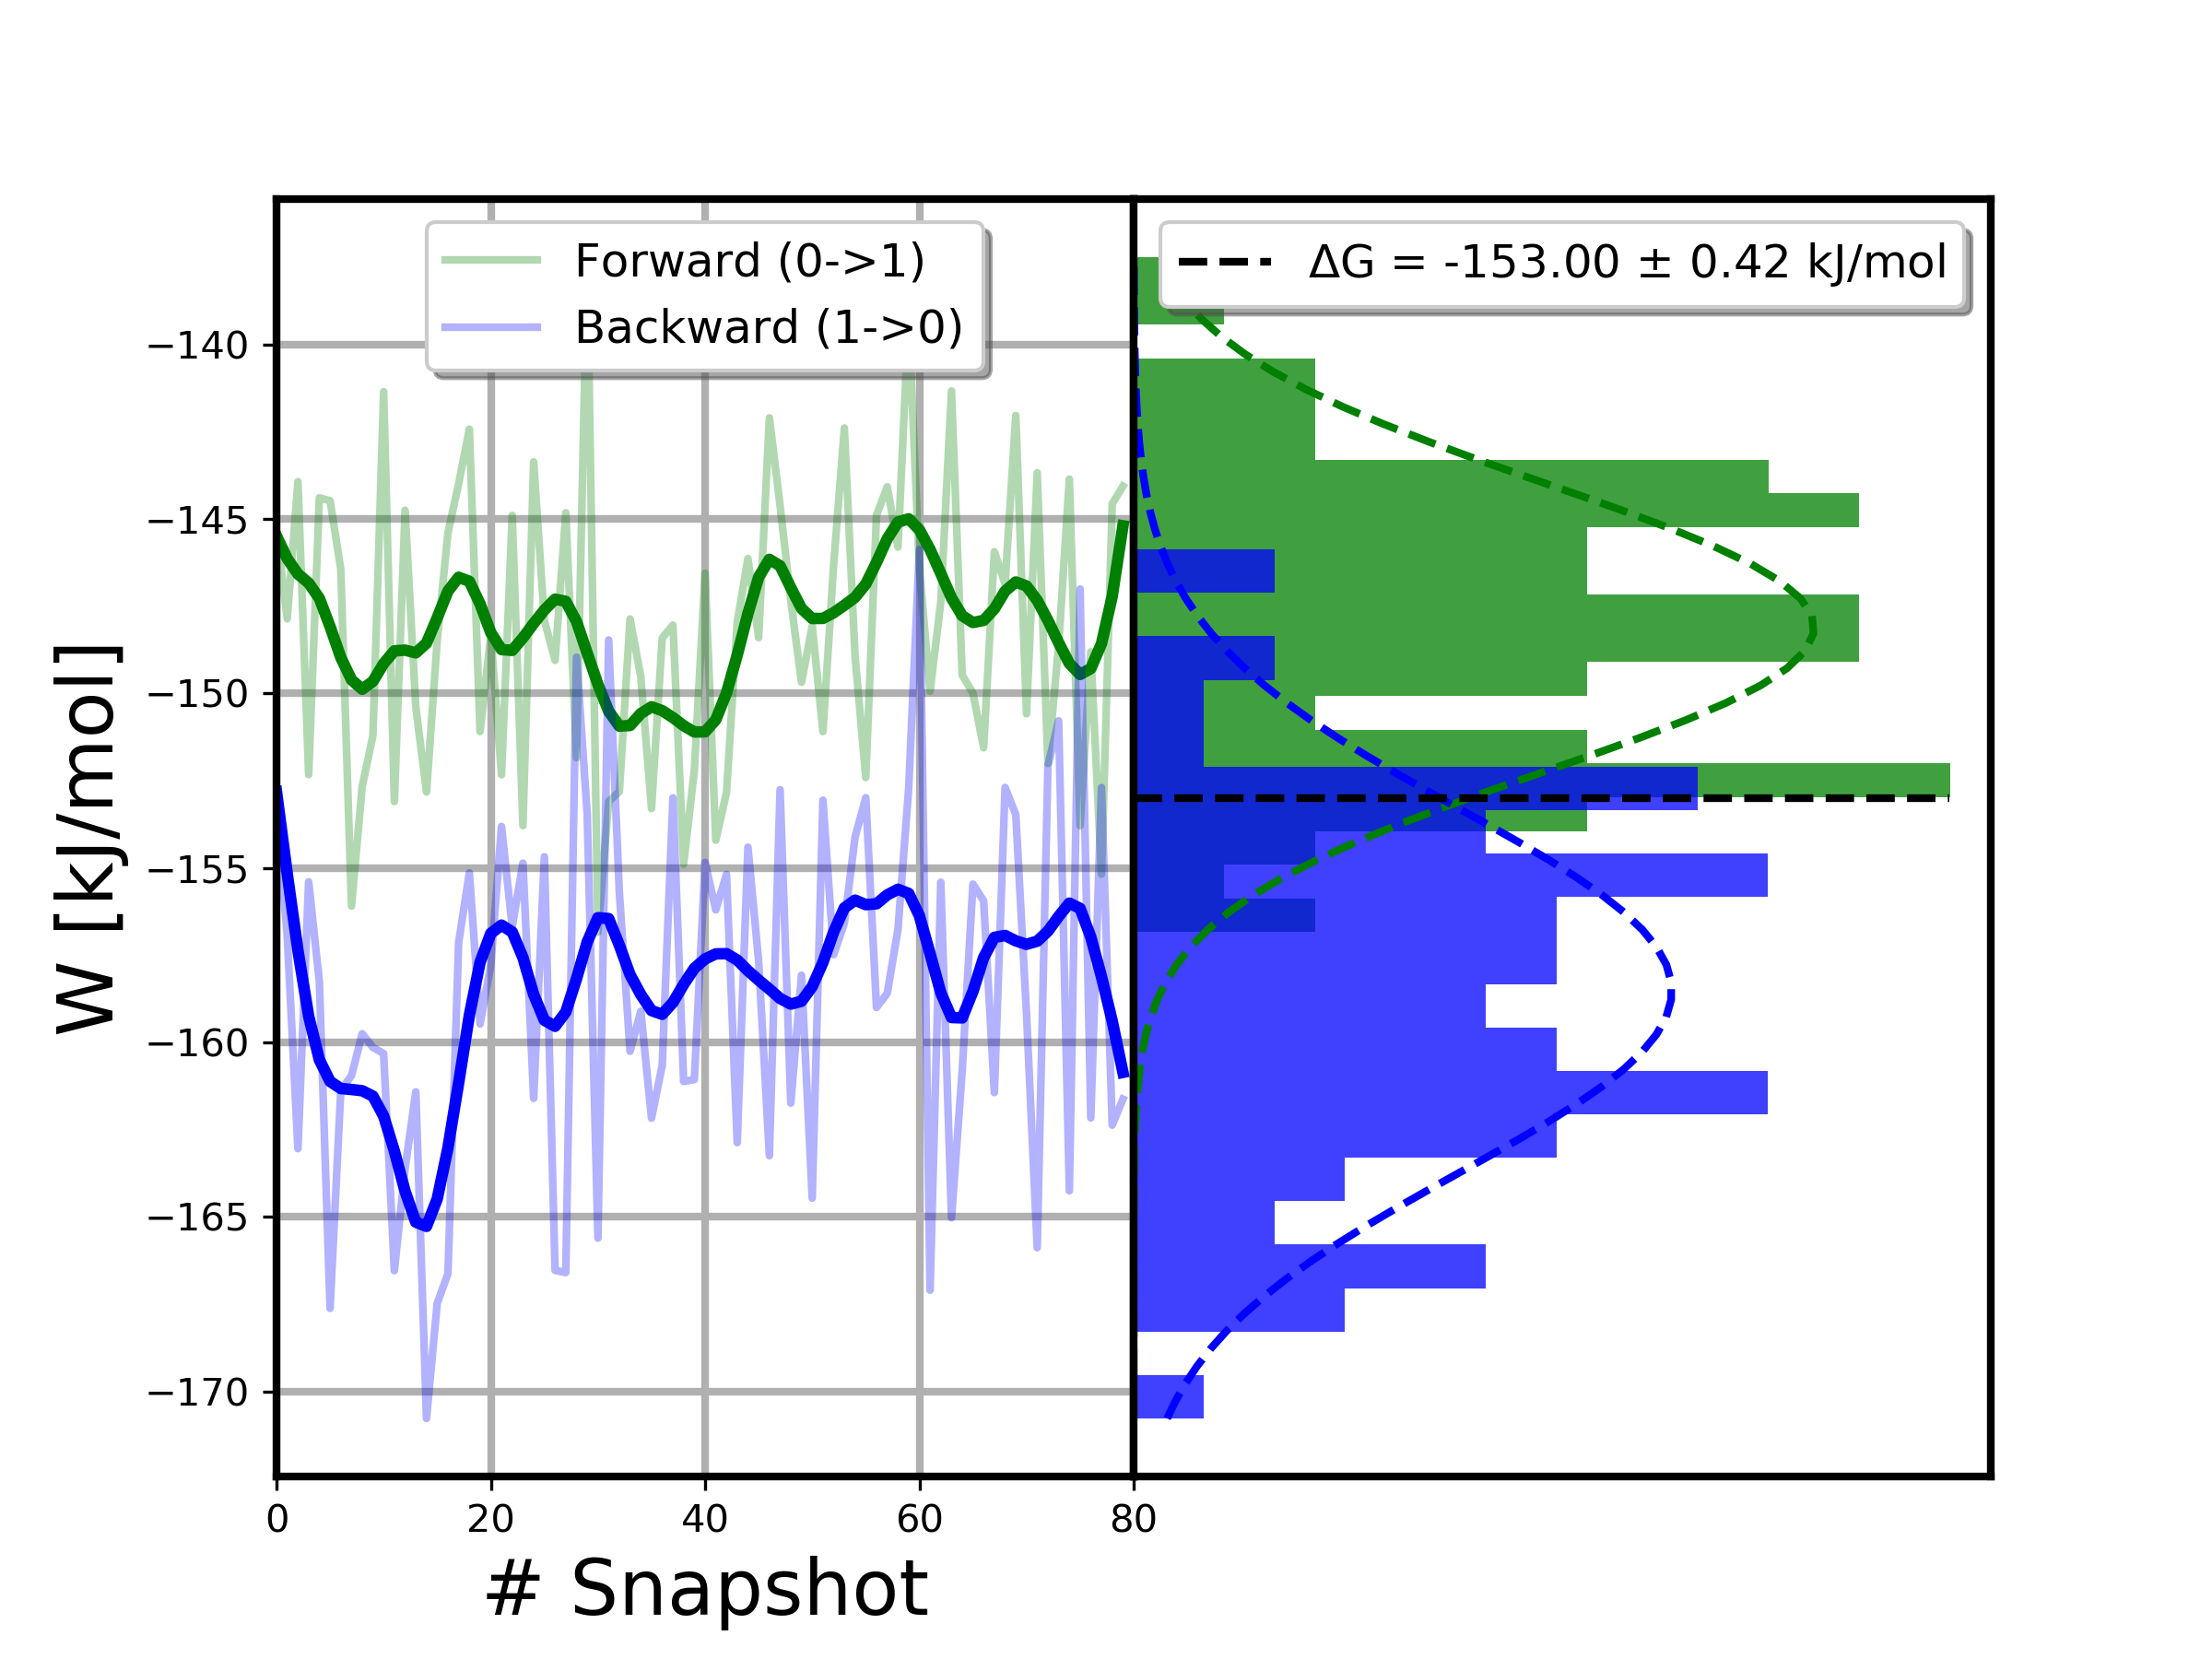 Forward (0->1)
Backward (1->0)
ΔG = -153.00 ± 0.42 kJ/mol
W [kJ/mol]
−140
−145
−150
−155
−160
−165
−170
0 20 40 60 80
# Snapshot